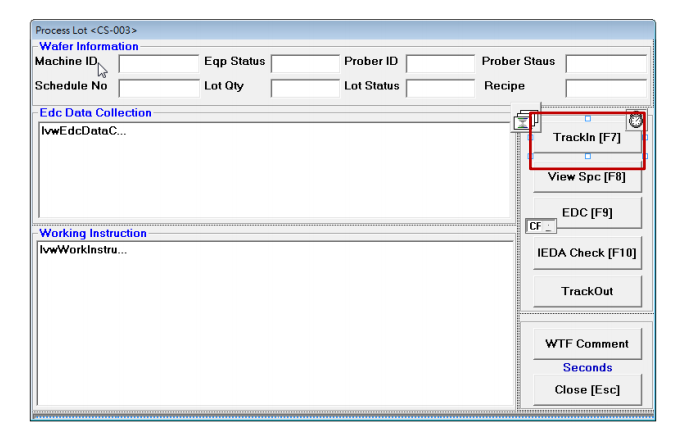 Process Lot <CS-003>
Wafer Information
Machine ID Eqp Status Prober ID Prober Staus
Schedule No Lot Qty Lot Status Recipe
Edc Data Collection
lvwEdcDataC...
TrackIn [F7]
View Spc [F8]
EDC [F9]
CF
Working Instruction
lvwWorkInstru...
IEDA Check [F10]
TrackOut
WTF Comment
Seconds
Close [Esc]